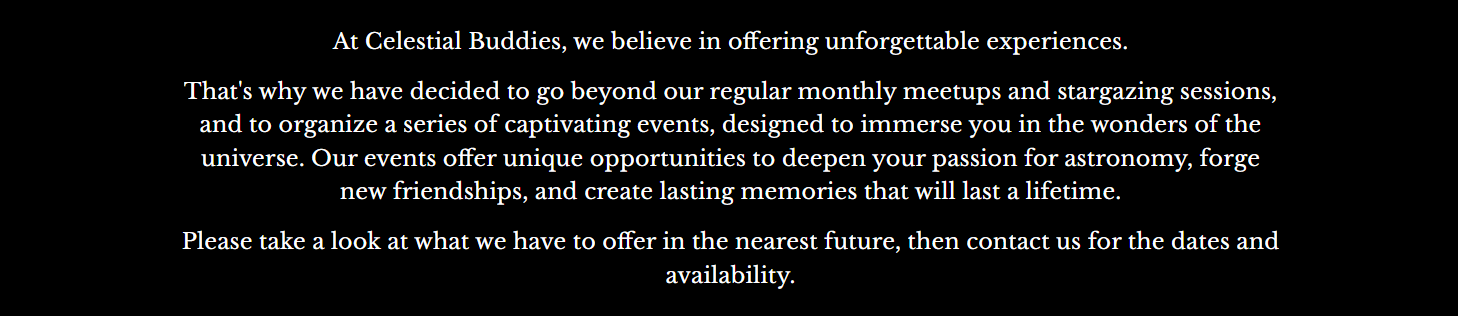 At Celestial Buddies, we believe in offering unforgettable experiences.
That's why we have decided to go beyond our regular monthly meetups and stargazing sessions,
and to organize a series of captivating events, designed to immerse you in the wonders of the
universe. Our events offer unique opportunities to deepen your passion for astronomy, forge
new friendships, and create lasting memories that will last a lifetime.
Please take a look at what we have to offer in the nearest future, then contact us for the dates and
availability.